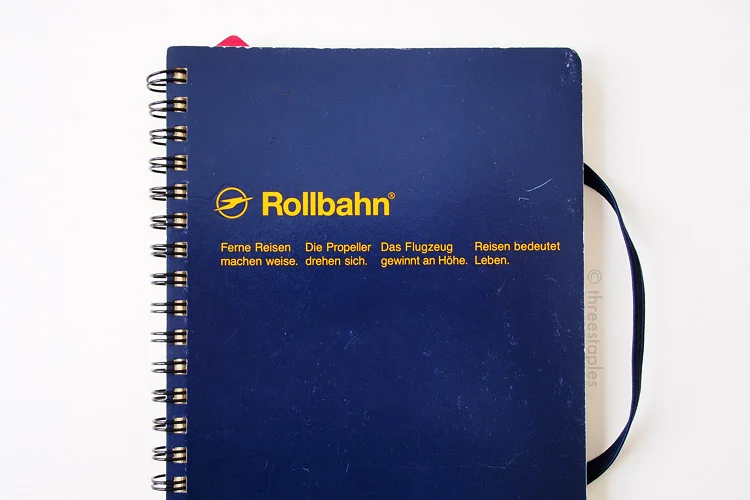 Rollbahn®
Ferne Reisen
machen weise.
Die Propeller
drehen sich.
Das Flugzeug
gewinnt an Höhe.
Reisen bedeutet
Leben.
© threestaples